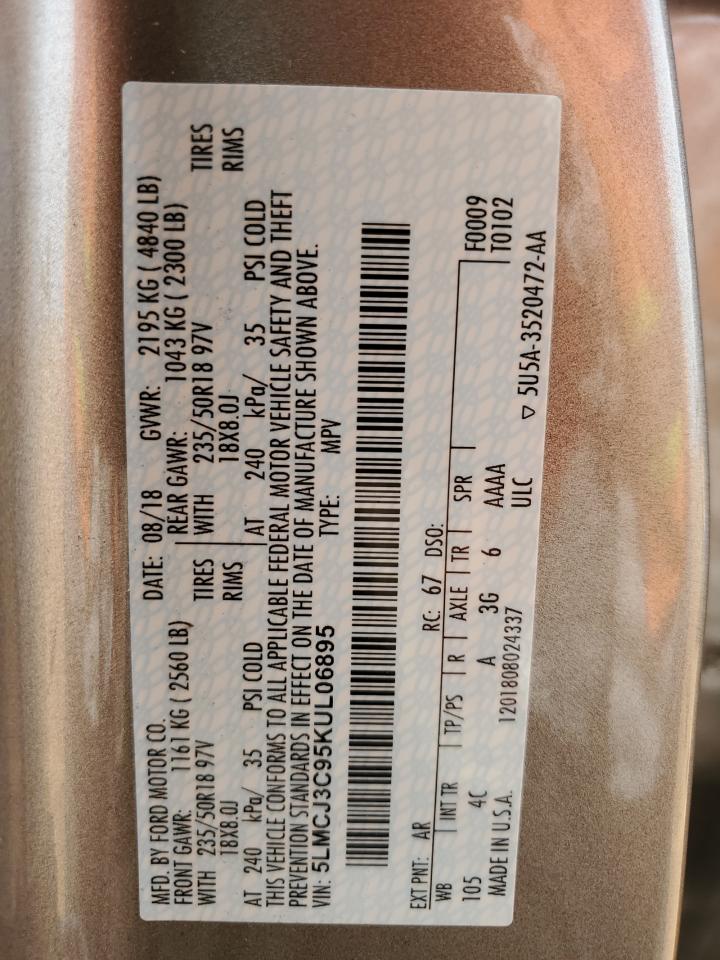 MFD. BY FORD MOTOR CO. DATE: 08/18 GVWR: 2195 KG ( 4840 LB)
FRONT GAWR: 1161 KG ( 2560 LB) REAR GAWR: 1043 KG ( 2300 LB)
WITH 235/50R18 97V TIRES WITH 235/50R18 97V TIRES
18X8.0J RIMS 18X8.0J RIMS
AT 240 kPa/ 35 PSI COLD AT 240 kPa/ 35 PSI COLD
THIS VEHICLE CONFORMS TO ALL APPLICABLE FEDERAL MOTOR VEHICLE SAFETY AND THEFT
PREVENTION STANDARDS IN EFFECT ON THE DATE OF MANUFACTURE SHOWN ABOVE.
VIN: 5LMCJ3C95KUL06895 TYPE: MPV
EXT PNT: AR RC: 67 DSO:
WB INT TR TP/PS R AXLE TR SPR F0009
105 4C A 3G 6 AAAA T0102
MADE IN U.S.A. 1201808024337 ULC
▽ 5U5A-3520472-AA